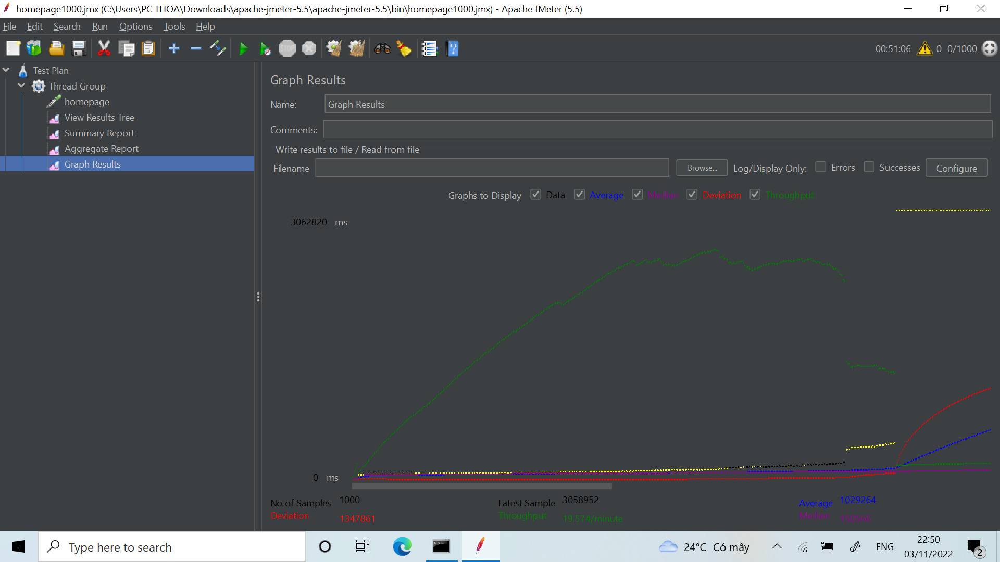 homepage1000.jmx (C:\Users\PC THOA\Downloads\apache-jmeter-5.5\apache-jmeter-5.5\bin\homepage1000.jmx) - Apache JMeter (5.5)
File Edit Search Run Options Tools Help
STOP
00:51:06 0 0/1000
Test Plan
Thread Group
homepage
View Results Tree
Summary Report
Aggregate Report
Graph Results
Graph Results
Name: Graph Results
Comments:
Write results to file / Read from file
Filename Browse... Log/Display Only: Errors Successes Configure
Graphs to Display Data Average Median Deviation Throughput
3062820 ms
0 ms
No of Samples 1000 Latest Sample 3058952 Average 1029264
Deviation 1347861 Throughput 19.574/minute Median 150566
Type here to search
24°C Có mây
ENG
22:50
03/11/2022
2